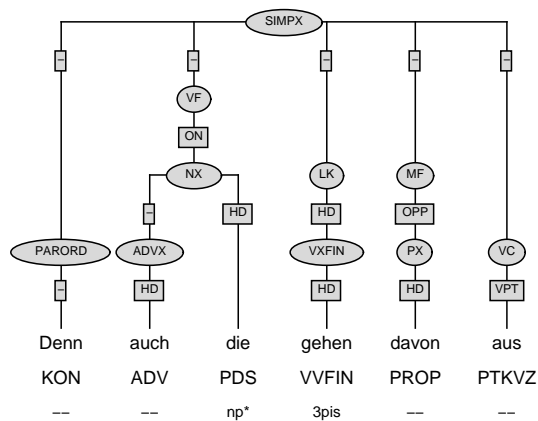 SIMPX
– – – – –
VF
ON
NX LK MF
– HD HD OPP
PARORD ADVX VXFIN PX VC
– HD HD HD VPT
Denn auch die gehen davon aus
KON ADV PDS VVFIN PROP PTKVZ
–– –– np* 3pis –– ––